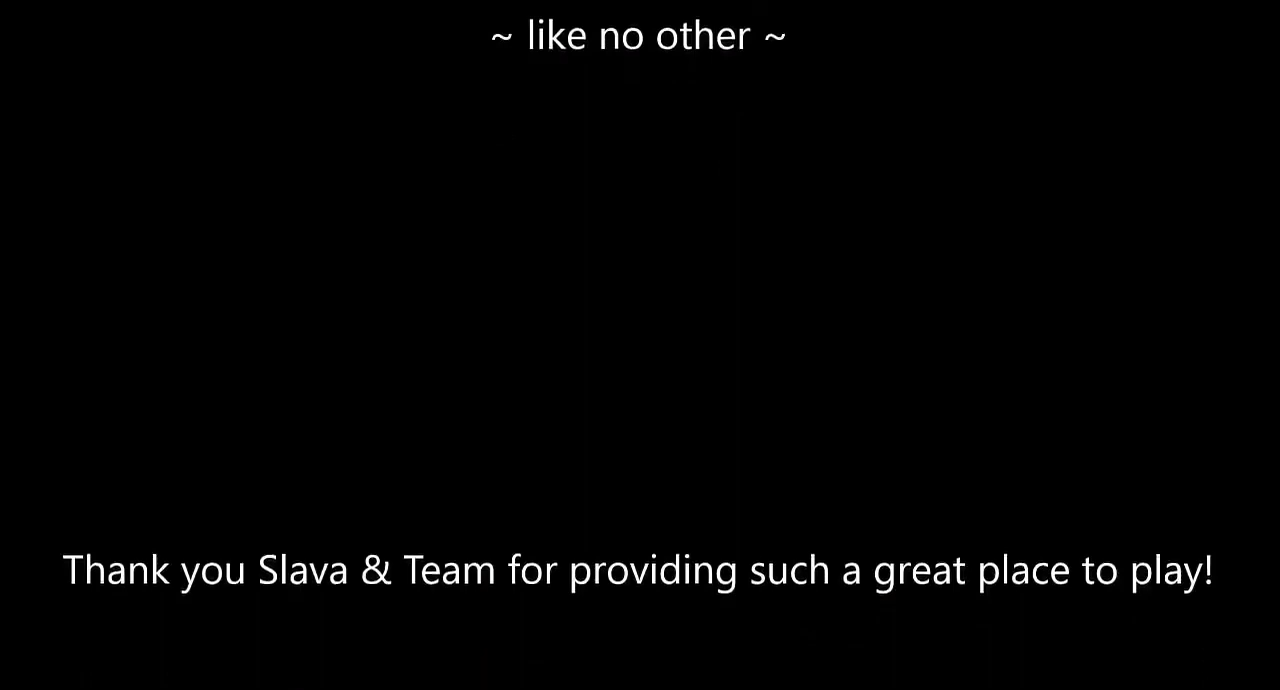 ~ like no other ~
Thank you Slava & Team for providing such a great place to play!